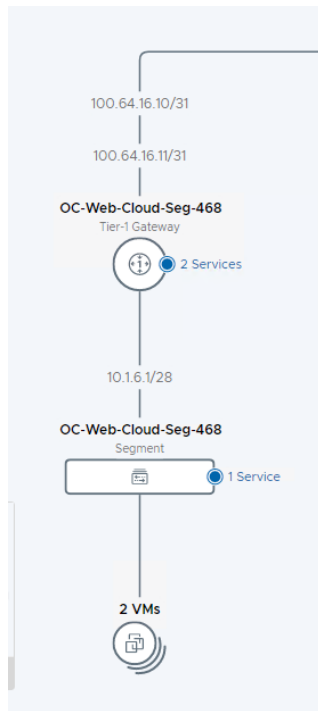 100.64.16.10/31
100.64.16.11/31
OC-Web-Cloud-Seg-468
Tier-1 Gateway
1
2 Services
10.1.6.1/28
OC-Web-Cloud-Seg-468
Segment
1 Service
2 VMs